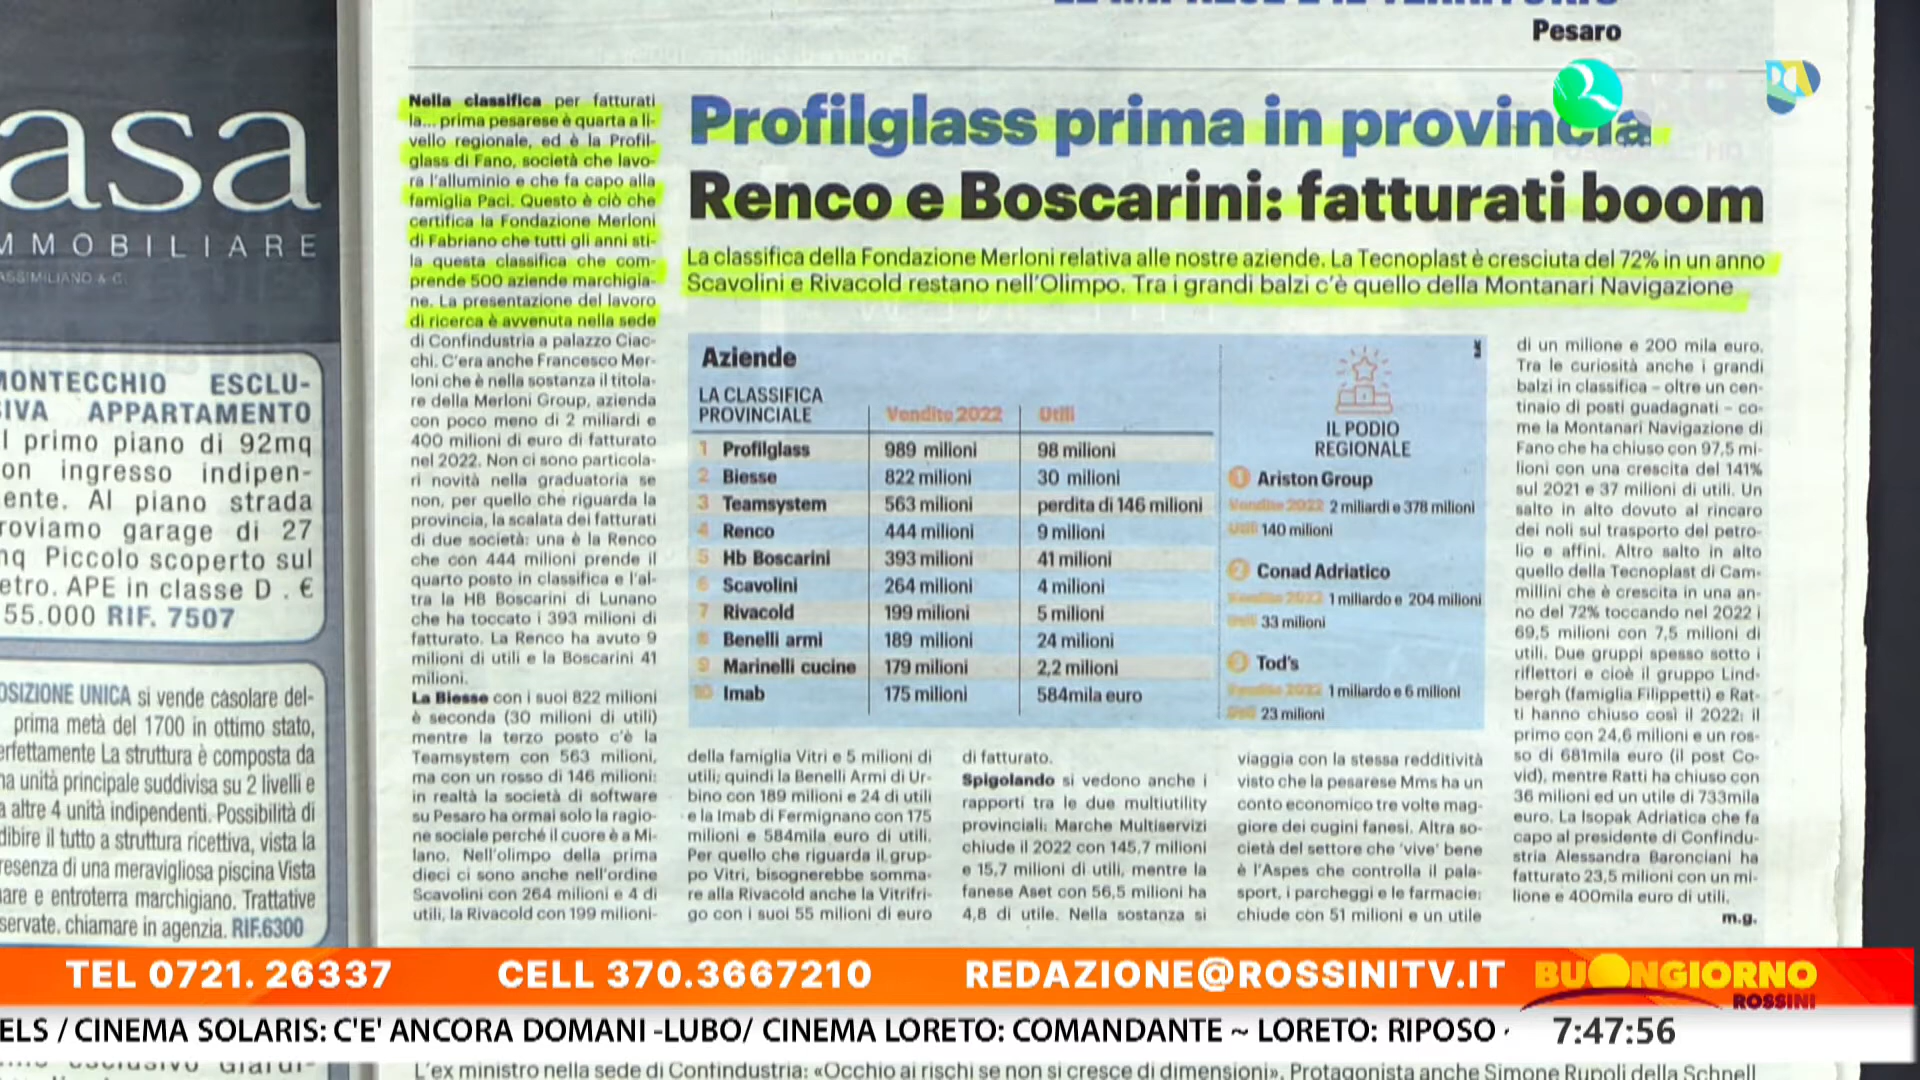 Pesaro
asa
MMOBILIARE
ASSIMILIANO & C.
MONTECCHIO ESCLU-
SIVA APPARTAMENTO
l primo piano di 92mq
on ingresso indipen-
ente. Al piano strada
roviamo garage di 27
mq Piccolo scoperto sul
etro. APE in classe D . €
55.000 RIF. 7507
OSIZIONE UNICA si vende casolare del-
prima metà del 1700 in ottimo stato,
erfettamente La struttura è composta da
na unità principale suddivisa su 2 livelli e
a altre 4 unità indipendenti. Possibilità di
dibire il tutto a struttura ricettiva, vista la
resenza di una meravigliosa piscina Vista
are e entroterra marchigiano. Trattative
servate. chiamare in agenzia. RIF.6300
Nella classifica per fatturati
la... prima pesarese è quarta a li-
vello regionale, ed è la Profil-
glass di Fano, società che lavo-
ra l'alluminio e che fa capo alla
famiglia Paci. Questo è ciò che
certifica la Fondazione Merloni
di Fabriano che tutti gli anni sti-
la questa classifica che com-
prende 500 aziende marchigia-
ne. La presentazione del lavoro
di ricerca è avvenuta nella sede
di Confindustria a palazzo Ciac-
chi. C'era anche Francesco Mer-
loni che è nella sostanza il titola-
re della Merloni Group, azienda
con poco meno di 2 miliardi e
400 milioni di euro di fatturato
nel 2022. Non ci sono particola-
ri novità nella graduatoria se
non, per quello che riguarda la
provincia, la scalata dei fatturati
di due società: una è la Renco
che con 444 milioni prende il
quarto posto in classifica e l'al-
tra la HB Boscarini di Lunano
che ha toccato i 393 milioni di
fatturato. La Renco ha avuto 9
milioni di utili e la Boscarini 41
milioni.
La Biesse con i suoi 822 milioni
è seconda (30 milioni di utili)
mentre la terzo posto c'è la
Teamsystem con 563 milioni,
ma con un rosso di 146 milioni:
in realtà la società di software
su Pesaro ha ormai solo la ragio-
ne sociale perché il cuore è a Mi-
lano. Nell'olimpo della prima
dieci ci sono anche nell'ordine
Scavolini con 264 milioni e 4 di
utili, la Rivacold con 199 milioni-
Profilglass prima in provincia
Renco e Boscarini: fatturati boom
La classifica della Fondazione Merloni relativa alle nostre aziende. La Tecnoplast è cresciuta del 72% in un anno
Scavolini e Rivacold restano nell'Olimpo. Tra i grandi balzi c'è quello della Montanari Navigazione
Aziende
LA CLASSIFICA
PROVINCIALE Vendite 2022 Utili
1 Profilglass 989 milioni 98 milioni
2 Biesse 822 milioni 30 milioni
3 Teamsystem 563 milioni perdita di 146 milioni
4 Renco 444 milioni 9 milioni
5 Hb Boscarini 393 milioni 41 milioni
6 Scavolini 264 milioni 4 milioni
7 Rivacold 199 milioni 5 milioni
8 Benelli armi 189 milioni 24 milioni
9 Marinelli cucine 179 milioni 2,2 milioni
10 Imab 175 milioni 584mila euro
IL PODIO
REGIONALE
1 Ariston Group
Vendite 2022 2 miliardi e 378 milioni
Utili 140 milioni
2 Conad Adriatico
Vendite 2022 1 miliardo e 204 milioni
Utili 33 milioni
3 Tod's
Vendite 2022 1 miliardo e 6 milioni
Utili 23 milioni
della famiglia Vitri e 5 milioni di
utili; quindi la Benelli Armi di Ur-
bino con 189 milioni e 24 di utili
e la Imab di Fermignano con 175
milioni e 584mila euro di utili.
Per quello che riguarda il grup-
po Vitri, bisognerebbe somma-
re alla Rivacold anche la Vitrifri-
go con i suoi 55 milioni di euro
di fatturato.
Spigolando si vedono anche i
rapporti tra le due multiutility
provinciali: Marche Multiservizi
chiude il 2022 con 145,7 milioni
e 15,7 milioni di utili, mentre la
fanese Aset con 56,5 milioni ha
4,8 di utile. Nella sostanza si
viaggia con la stessa redditività
visto che la pesarese Mms ha un
conto economico tre volte mag-
giore dei cugini fanesi. Altra so-
cietà del settore che 'vive' bene
è l'Aspes che controlla il pala-
sport, i parcheggi e le farmacie:
chiude con 51 milioni e un utile
di un milione e 200 mila euro.
Tra le curiosità anche i grandi
balzi in classifica – oltre un cen-
tinaio di posti guadagnati – co-
me la Montanari Navigazione di
Fano che ha chiuso con 97,5 mi-
lioni con una crescita del 141%
sul 2021 e 37 milioni di utili. Un
salto in alto dovuto al rincaro
dei noli sul trasporto del petro-
lio e affini. Altro salto in alto
quello della Tecnoplast di Cam-
millini che è cresciuta in una an-
no del 72% toccando nel 2022 i
69,5 milioni con 7,5 milioni di
utili. Due gruppi spesso sotto i
riflettori e cioè il gruppo Lind-
bergh (famiglia Filippetti) e Rat-
ti hanno chiuso così il 2022: il
primo con 24,6 milioni e un ros-
so di 681mila euro (il post Co-
vid), mentre Ratti ha chiuso con
36 milioni ed un utile di 733mila
euro. La Isopak Adriatica che fa
capo al presidente di Confindu-
stria Alessandra Baronciani ha
fatturato 23,5 milioni con un mi-
lione e 400mila euro di utili.
m.g.
TEL 0721. 26337 CELL 370.3667210 REDAZIONE@ROSSINITV.IT BUONGIORNO
ROSSINI
ELS / CINEMA SOLARIS: C'E' ANCORA DOMANI -LUBO/ CINEMA LORETO: COMANDANTE ~ LORETO: RIPOSO 7:47:56
L'ex ministro nella sede di Confindustria: «Occhio ai rischi se non si cresce di dimensioni». Protagonista anche Simone Rupoli della Schnell